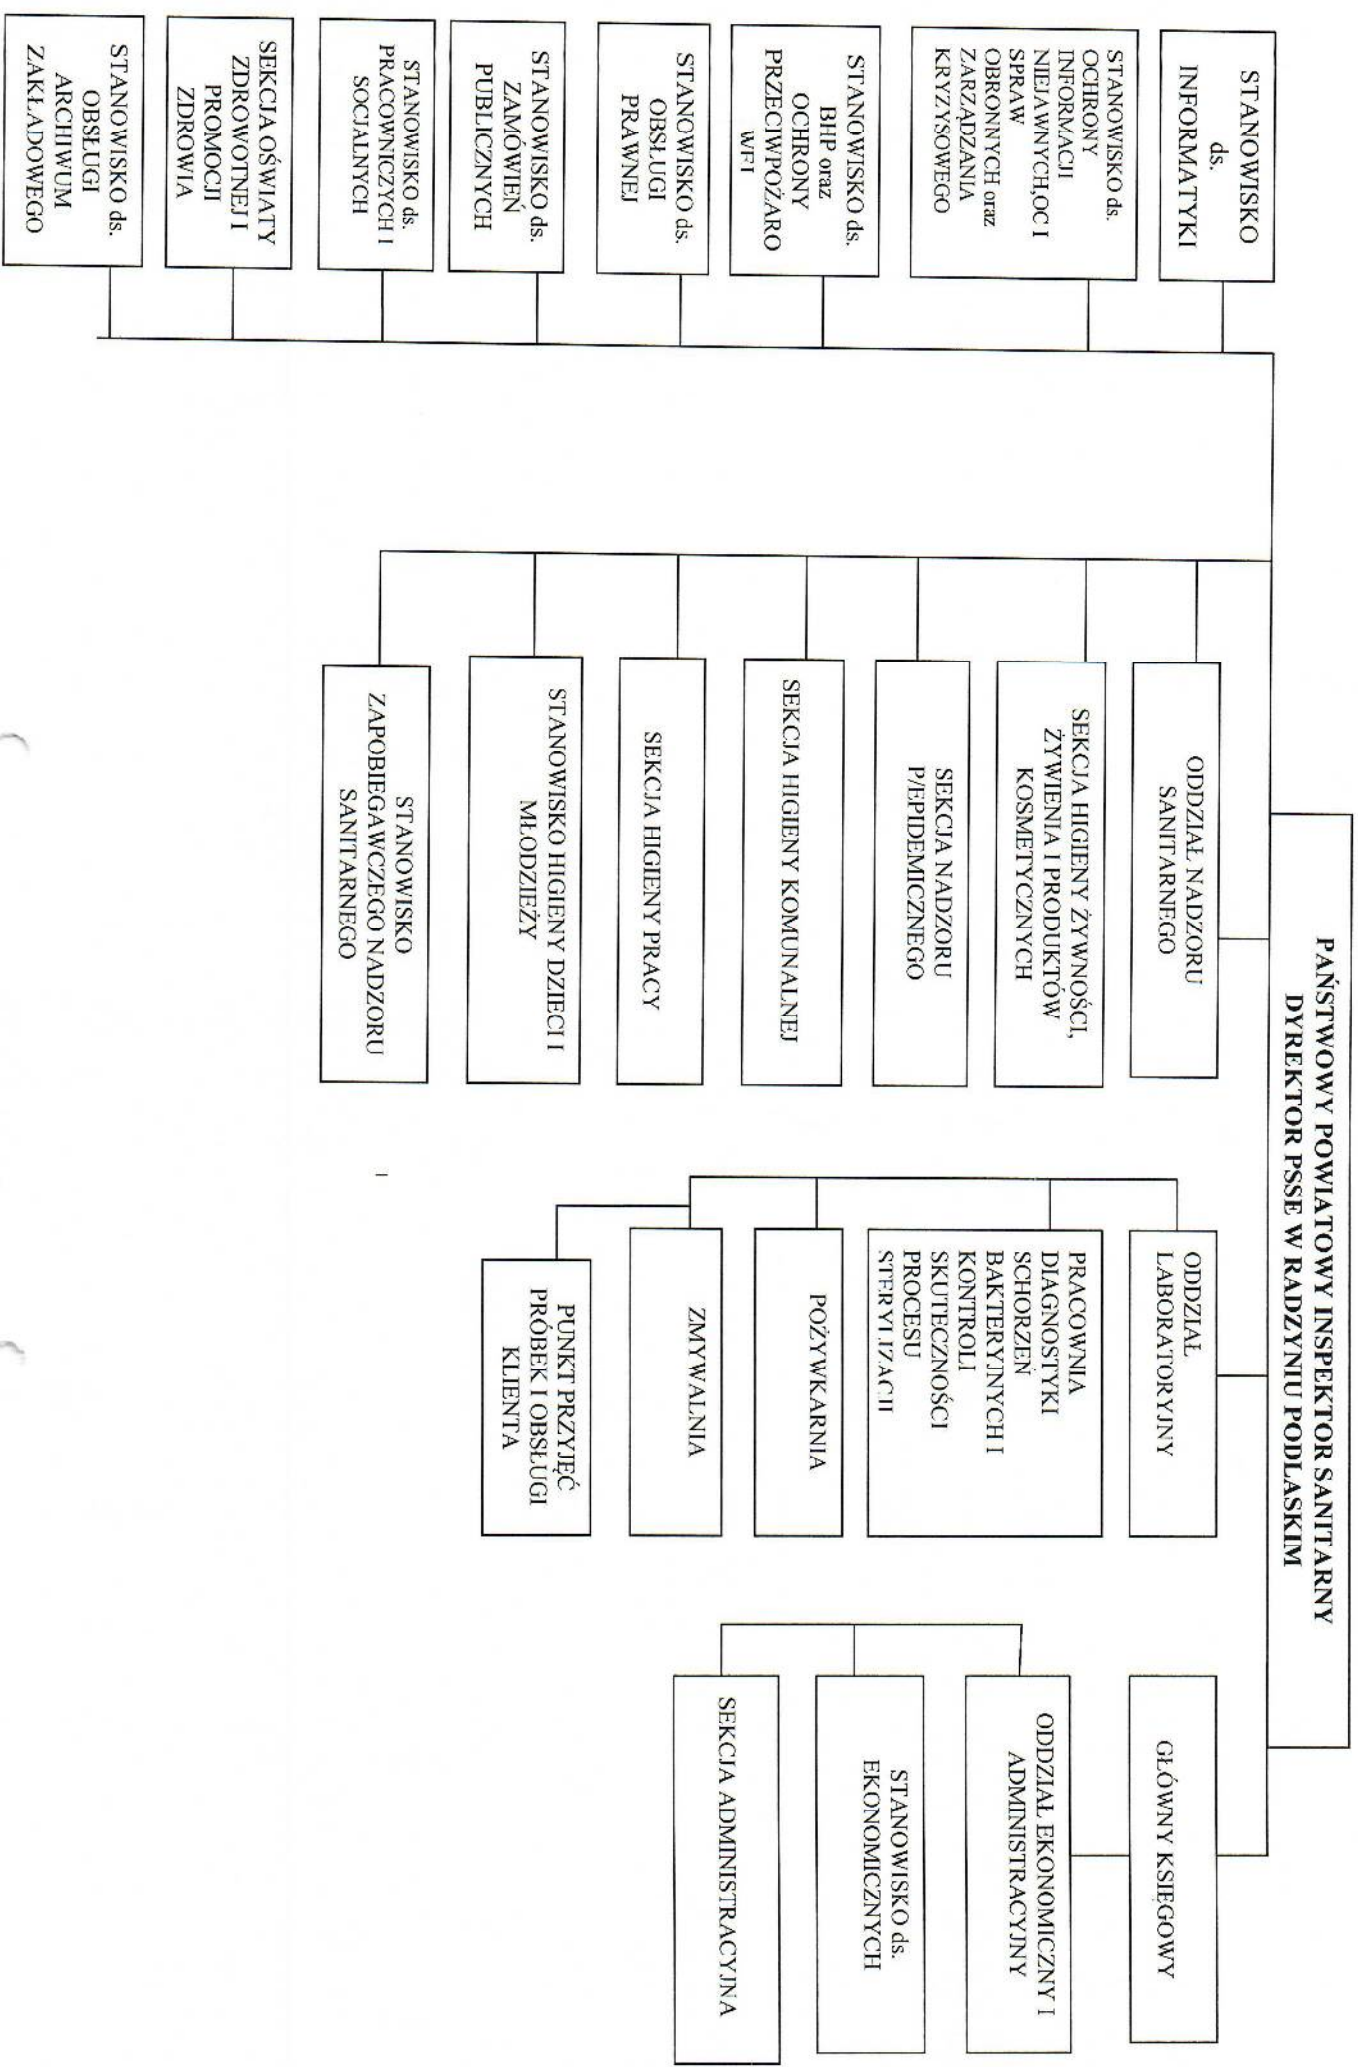 PAŃSTWOWY POWIATOWY INSPEKTOR SANITARNY
DYREKTOR PSSE W RADZYNIU PODLASKIM
STANOWISKO
ds.
INFORMATYKI
STANOWISKO ds.
OCHRONY
INFORMACJI
NIEJAWNYCH,OC I
SPRAW
OBRONNYCH oraz
ZARZĄDZANIA
KRYZYSOWEGO
STANOWISKO ds.
BHP oraz
OCHRONY
PRZECIWPOŻARO
WEJ
STANOWISKO ds.
OBSŁUGI
PRAWNEJ
STANOWISKO ds.
ZAMÓWIEŃ
PUBLICZNYCH
STANOWISKO ds.
PRACOWNICZYCH I
SOCJALNYCH
SEKCJA OŚWIATY
ZDROWOTNEJ I
PROMOCJI
ZDROWIA
STANOWISKO ds.
OBSŁUGI
ARCHIWUM
ZAKŁADOWEGO
ODDZIAŁ NADZORU
SANITARNEGO
SEKCJA HIGIENY ŻYWNOŚCI,
ŻYWIENIA I PRODUKTÓW
KOSMETYCZNYCH
SEKCJA NADZORU
P/EPIDEMICZNEGO
SEKCJA HIGIENY KOMUNALNEJ
SEKCJA HIGIENY PRACY
STANOWISKO HIGIENY DZIECI I
MŁODZIEŻY
STANOWISKO
ZAPOBIEGAWCZEGO NADZORU
SANITARNEGO
ODDZIAŁ
LABORATORYJNY
PRACOWNIA
DIAGNOSTYKI
SCHORZEŃ
BAKTERYJNYCH I
KONTROLI
SKUTECZNOŚCI
PROCESU
STERYLIZACJI
POŻYWKARNIA
ZMYWALNIA
PUNKT PRZYJĘĆ
PRÓBEK I OBSŁUGI
KLIENTA
GŁÓWNY KSIĘGOWY
ODDZIAŁ EKONOMICZNY I
ADMINISTRACYJNY
STANOWISKO ds.
EKONOMICZNYCH
SEKCJA ADMINISTRACYJNA